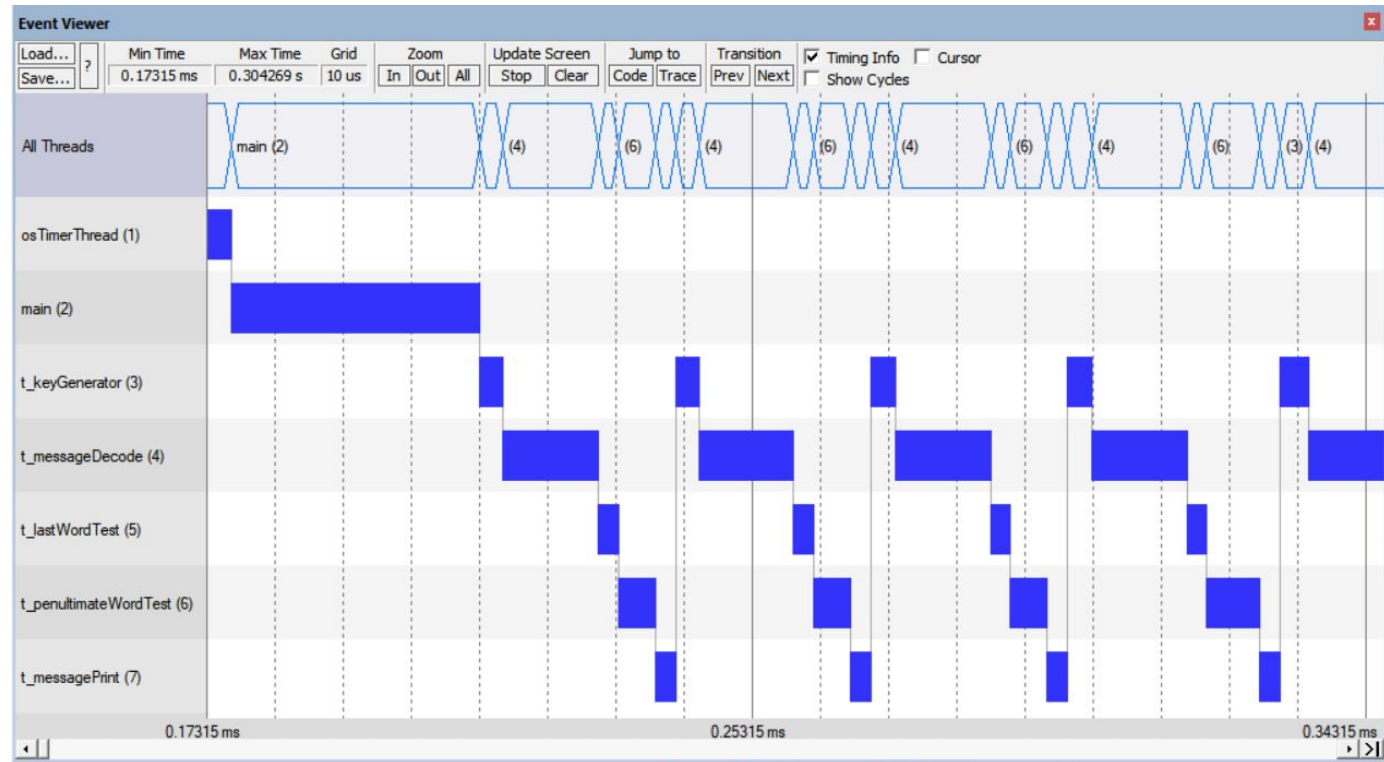 Event Viewer
x
Load... ? Min Time Max Time Grid Zoom Update Screen Jump to Transition Timing Info Cursor
Save... 0.17315 ms 0.304269 s 10 us In Out All Stop Clear Code Trace Prev Next Show Cycles
All Threads main (2) (4) (6) (4) (6) (4) (6) (4) (6) (3) (4)
osTimerThread (1)
main (2)
t_keyGenerator (3)
t_messageDecode (4)
t_lastWordTest (5)
t_penultimateWordTest (6)
t_messagePrint (7)
0.17315 ms 0.25315 ms 0.34315 ms